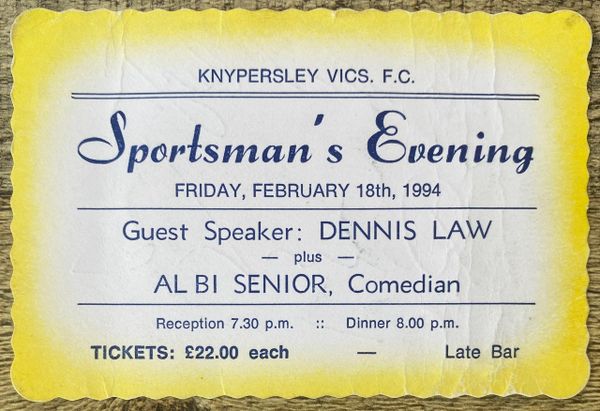 KNYPERSLEY VICS. F.C.
Sportsman's Evening
FRIDAY, FEBRUARY 18th, 1994
Guest Speaker: DENNIS LAW
— plus —
AL BI SENIOR, Comedian
Reception 7.30 p.m. :: Dinner 8.00 p.m.
TICKETS: £22.00 each — Late Bar